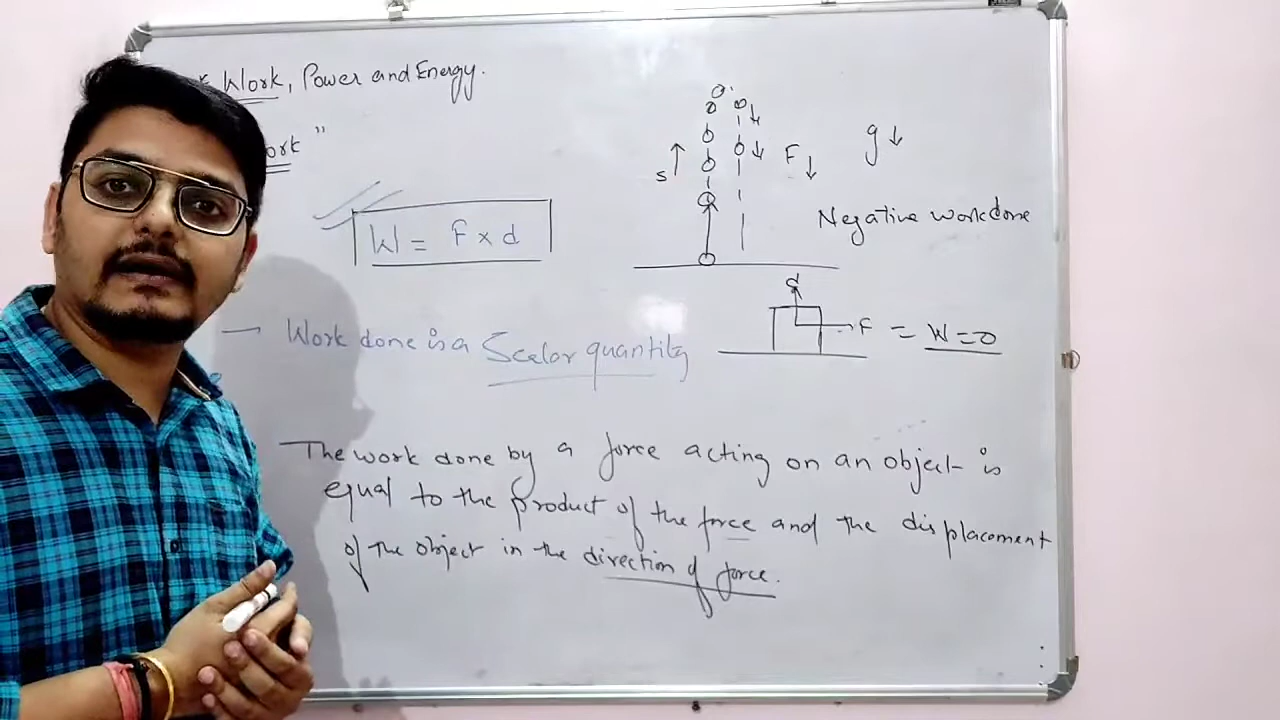 Work, Power and Energy.
ork"
W = F x d
s
F
g
Negative workdone
d
F = W=0
Work done is a Scalar quantity
The work done by a force acting on an object is
equal to the product of the force and the displacement
of the object in the direction of force.